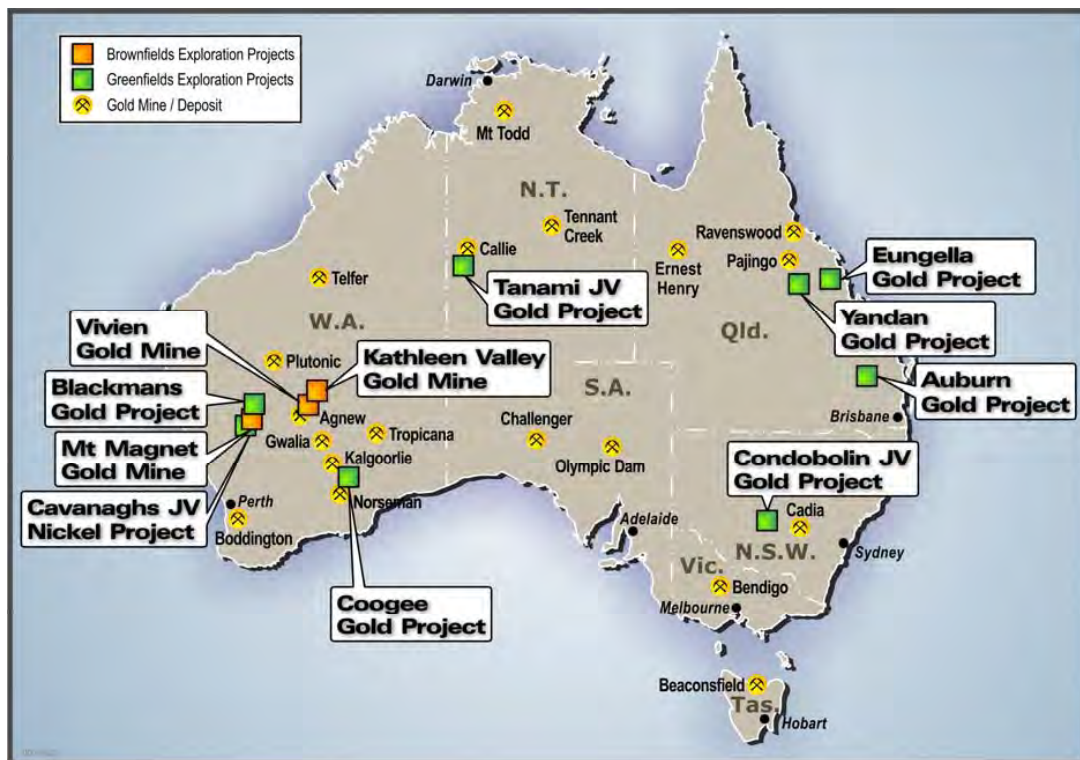 Brownfields Exploration Projects
Greenfields Exploration Projects
Gold Mine / Deposit
Darwin
Mt Todd
N.T.
Tennant
Creek
Callie
Tanami JV
Gold Project
Telfer
W.A.
Ravenswood
Pajingo
Ernest
Henry
Eungella
Gold Project
Yandan
Gold Project
Qld.
Auburn
Gold Project
Brisbane
Vivien
Gold Mine
Plutonic
Kathleen Valley
Gold Mine
Blackmans
Gold Project
Agnew
Mt Magnet
Gold Mine
Gwalia
Tropicana
Kalgoorlie
Cavanaghs JV
Nickel Project
Perth
Norseman
Boddington
Coogee
Gold Project
S.A.
Challenger
Olympic Dam
Adelaide
Condobolin JV
Gold Project
Cadia
N.S.W.
Sydney
Vic.
Bendigo
Melbourne
Beaconsfield
Tas.
Hobart